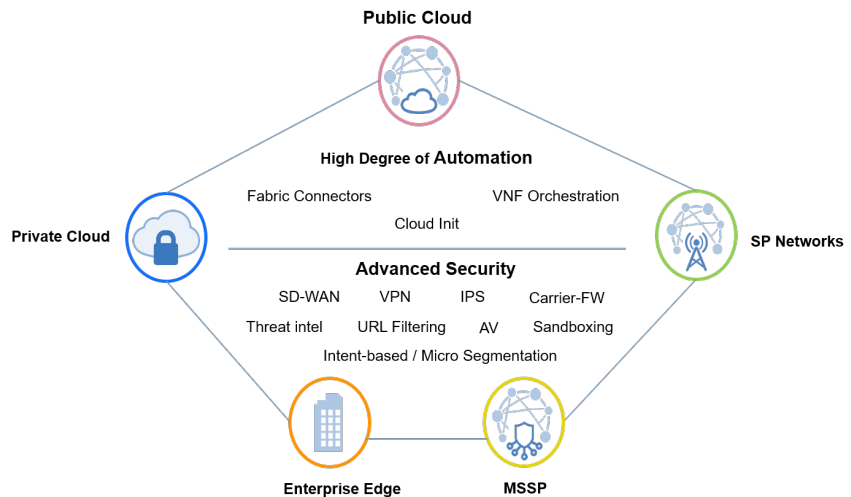 Public Cloud
High Degree of Automation
Fabric Connectors
VNF Orchestration
Cloud Init
Private Cloud
SP Networks
Advanced Security
SD-WAN VPN IPS Carrier-FW
Threat intel URL Filtering AV Sandboxing
Intent-based / Micro Segmentation
Enterprise Edge
MSSP